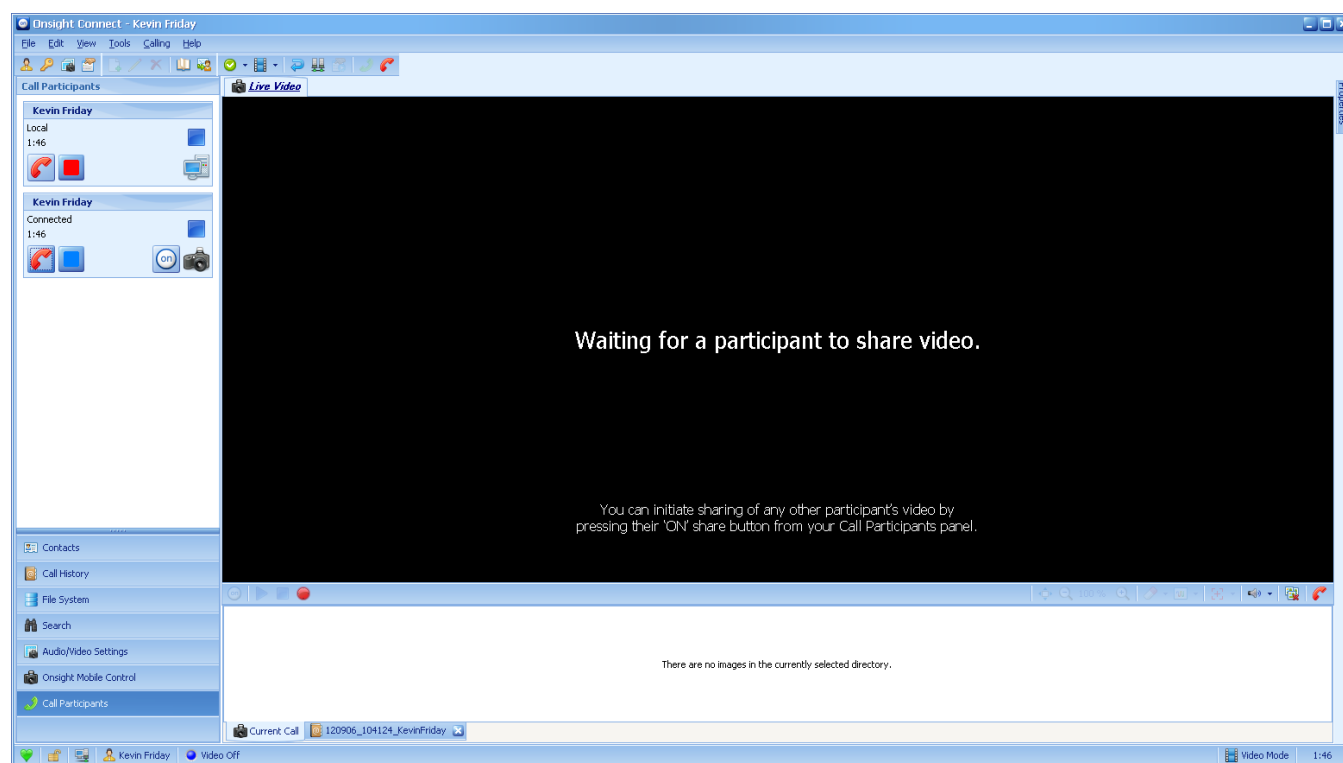 Onsight Connect - Kevin Friday
File Edit View Tools Calling Help
Call Participants
Live Video
Properties
Kevin Friday
Local
1:46
Kevin Friday
Connected
1:46
on
Waiting for a participant to share video.
You can initiate sharing of any other participant's video by
pressing their 'ON' share button from your Call Participants panel.
Contacts
Call History
File System
Search
Audio/Video Settings
Onsight Mobile Control
Call Participants
100 %
There are no images in the currently selected directory.
Current Call 120906_104124_KevinFriday
Kevin Friday Video Off Video Mode 1:46